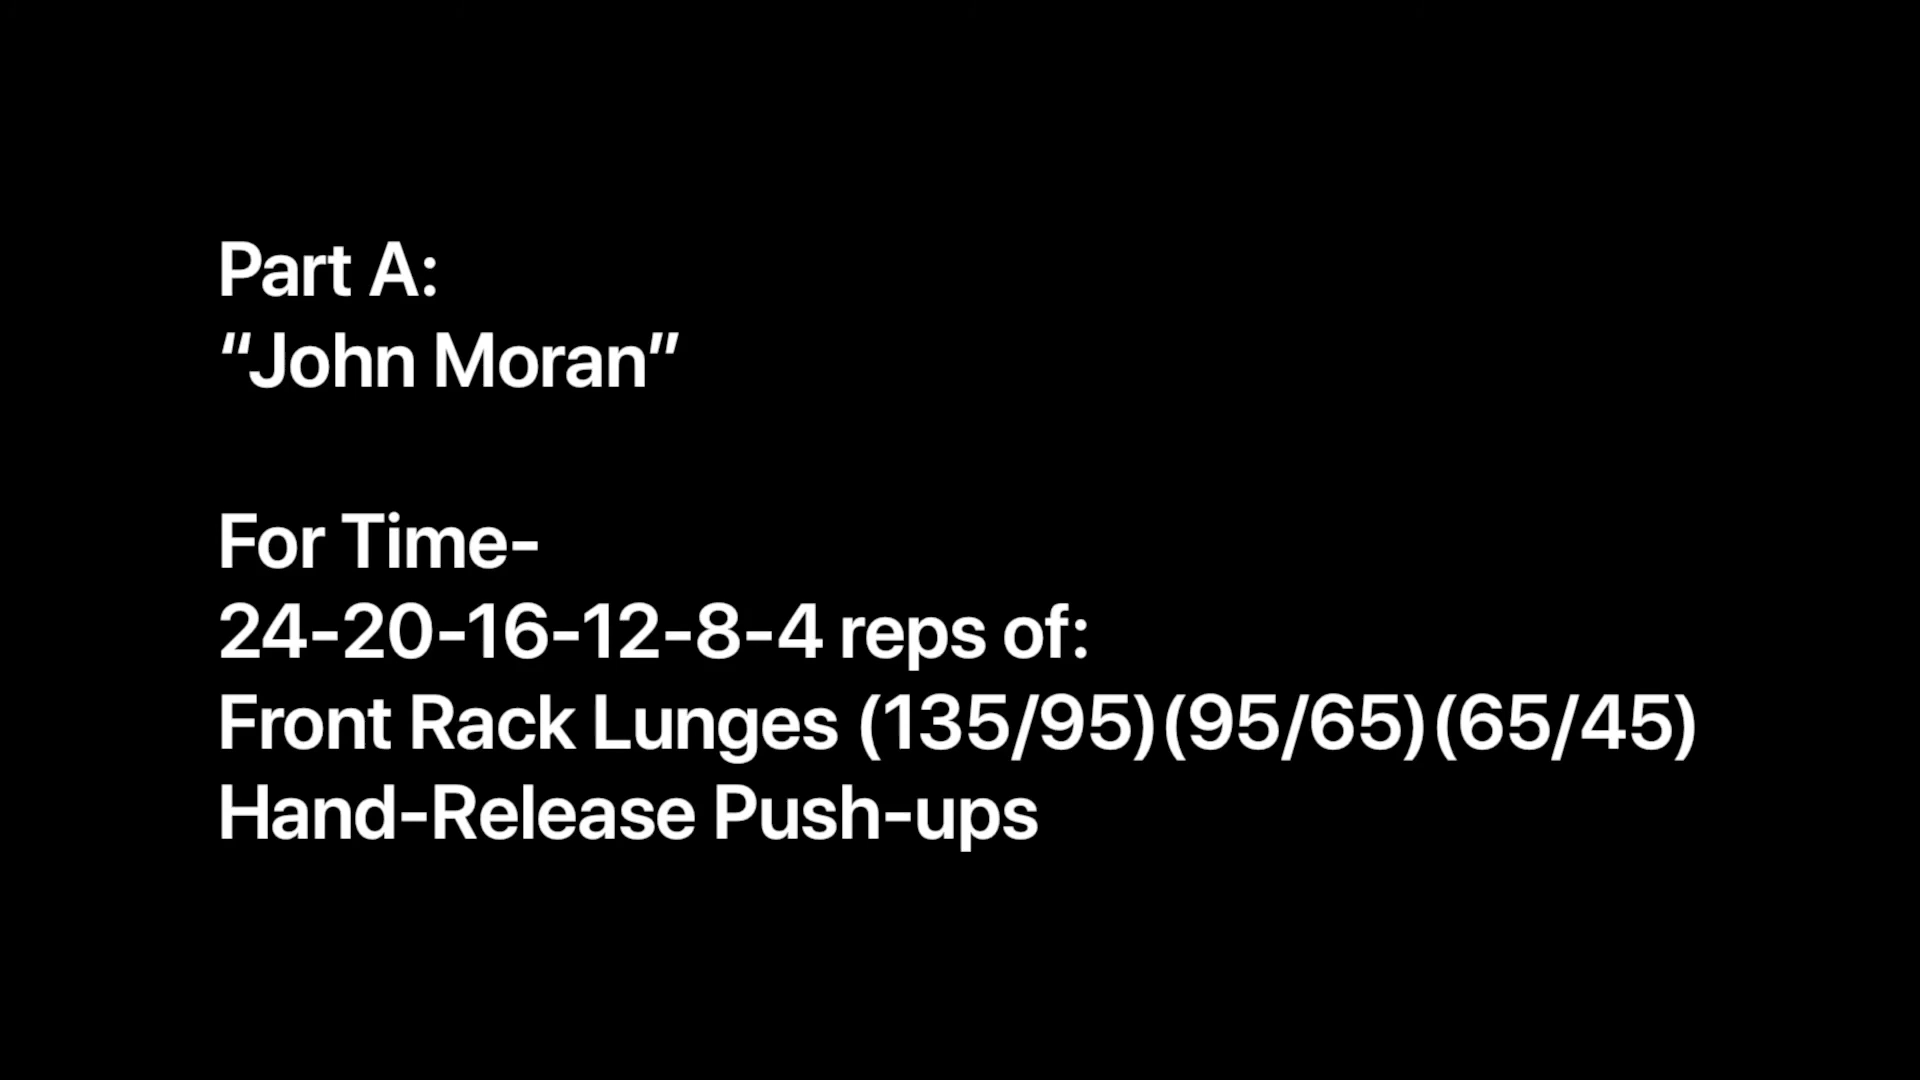 Part A:
“John Moran”
For Time-
24-20-16-12-8-4 reps of:
Front Rack Lunges (135/95)(95/65)(65/45)
Hand-Release Push-ups